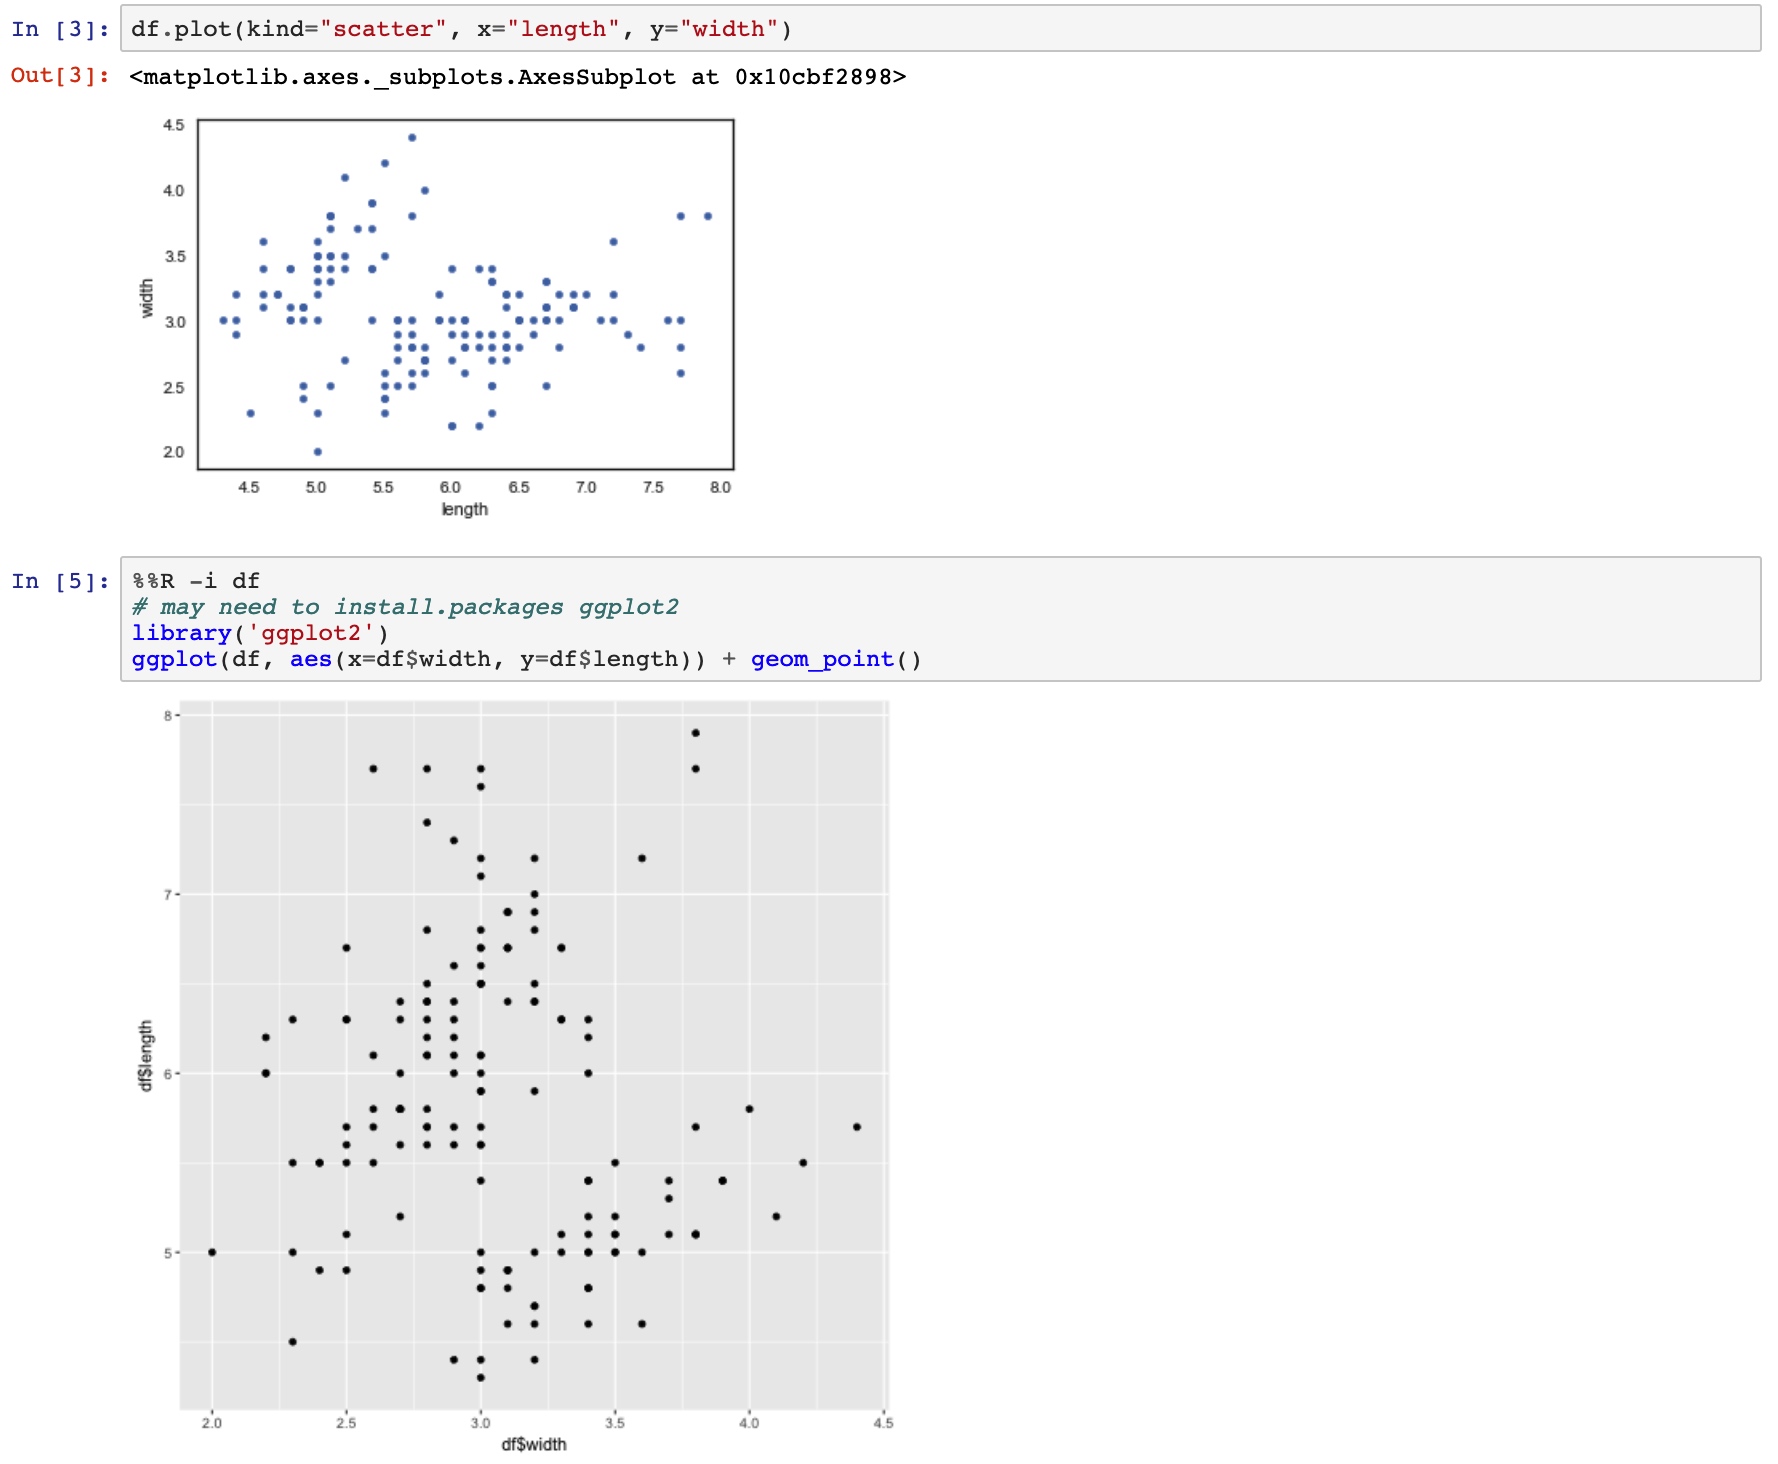 In [3]: df.plot(kind="scatter", x="length", y="width")
Out[3]: <matplotlib.axes._subplots.AxesSubplot at 0x10cbf2898>
4.5
4.0
3.5
3.0
2.5
2.0
width
4.5 5.0 5.5 6.0 6.5 7.0 7.5 8.0
length
In [5]: %%R -i df
# may need to install.packages ggplot2
library('ggplot2')
ggplot(df, aes(x=df$width, y=df$length)) + geom_point()
8
7
6
5
df$length
2.0 2.5 3.0 3.5 4.0 4.5
df$width